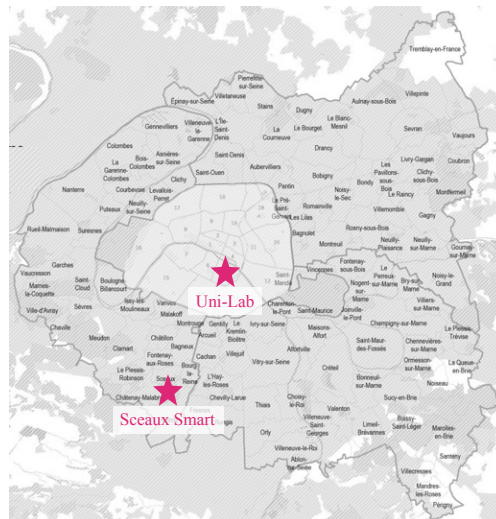 Tremblay-en-France
Pierrefitte-
sur-Seine
Villetaneuse
Villepinte
Épinay-sur-Seine
Stains
Dugny
Aulnay-sous-Bois
Villeneuve-
la-
Garenne
L'Île-
Saint-
Denis
La
Courneuve
Le Bourget
Le Blanc-
Mesnil
Sevran
Gennevilliers
Vaujours
Colombes
Saint-Denis
Drancy
Bois-
Colombes
Asnières-
sur-Seine
Livry-Gargan
Coubron
La
Garenne-
Colombes
Clichy
Saint-Ouen
Aubervilliers
Bobigny
Les
Pavillons-
sous-Bois
Clichy-
sous-Bois
Nanterre
Courbevoie
Levallois-
Perret
Pantin
Noisy-
le-Sec
Bondy
Le Raincy
Montfermeil
Puteaux
Neuilly-
sur-Seine
Le Pré-
Saint-
Gervais
Les Lilas
Romainville
Villemomble
Gagny
Rueil-Malmaison
Suresnes
Bagnolet
Rosny-sous-Bois
Montreuil
Neuilly-
Plaisance
Neuilly-
sur-Marne
Gournay-
sur-Marne
Garches
Vaucresson
Saint-
Cloud
Marnes-
la-Coquette
Boulogne
Billancourt
Vincennes
Fontenay-
sous-Bois
Saint-
Mandé
Le
Perreux-
sur-Marne
Bry-sur-
Marne
Noisy-le-
Grand
Nogent-
sur-
Marne
Uni-Lab
Ville-d'Avray
Sèvres
Issy-les-
Moulineaux
Vanves
Malakoff
Charenton-
le-Pont
Saint-Maurice
Joinville-
le-Pont
Villiers-
sur-Marne
Chaville
Montrouge
Gentilly
Le
Kremlin-
Bicêtre
Ivry-sur-Seine
Maisons-
Alfort
Champigny-sur-Marne
Le
Plessis-
Trévise
Meudon
Châtillon
Bagneux
Arcueil
Clamart
Fontenay-
aux-Roses
Cachan
Villejuif
Alfortville
Saint-Maur-
des-Fossés
Chennevières-
sur-Marne
Vitry-sur-Seine
Créteil
Ormesson-
sur-Marne
La Queue-
en-Brie
Le Plessis-
Robinson
Sceaux
Bourg-
la-Reine
L'Haÿ-
les-Roses
Bonneuil-
sur-Marne
Noiseau
Châtenay-Malabry
Chevilly-Larue
Thiais
Choisy-
le-Roi
Sucy-en-Brie
Sceaux Smart
Valenton
Villeneuve-
Saint-
Georges
Limeil-
Brévannes
Boissy-
Saint-Léger
Marolles-
en-Brie
Orly
Villeneuve-le-Roi
Ablon-
sur-Seine
Santeny
Villecresnes
Mandres-
les-Roses
Périgny